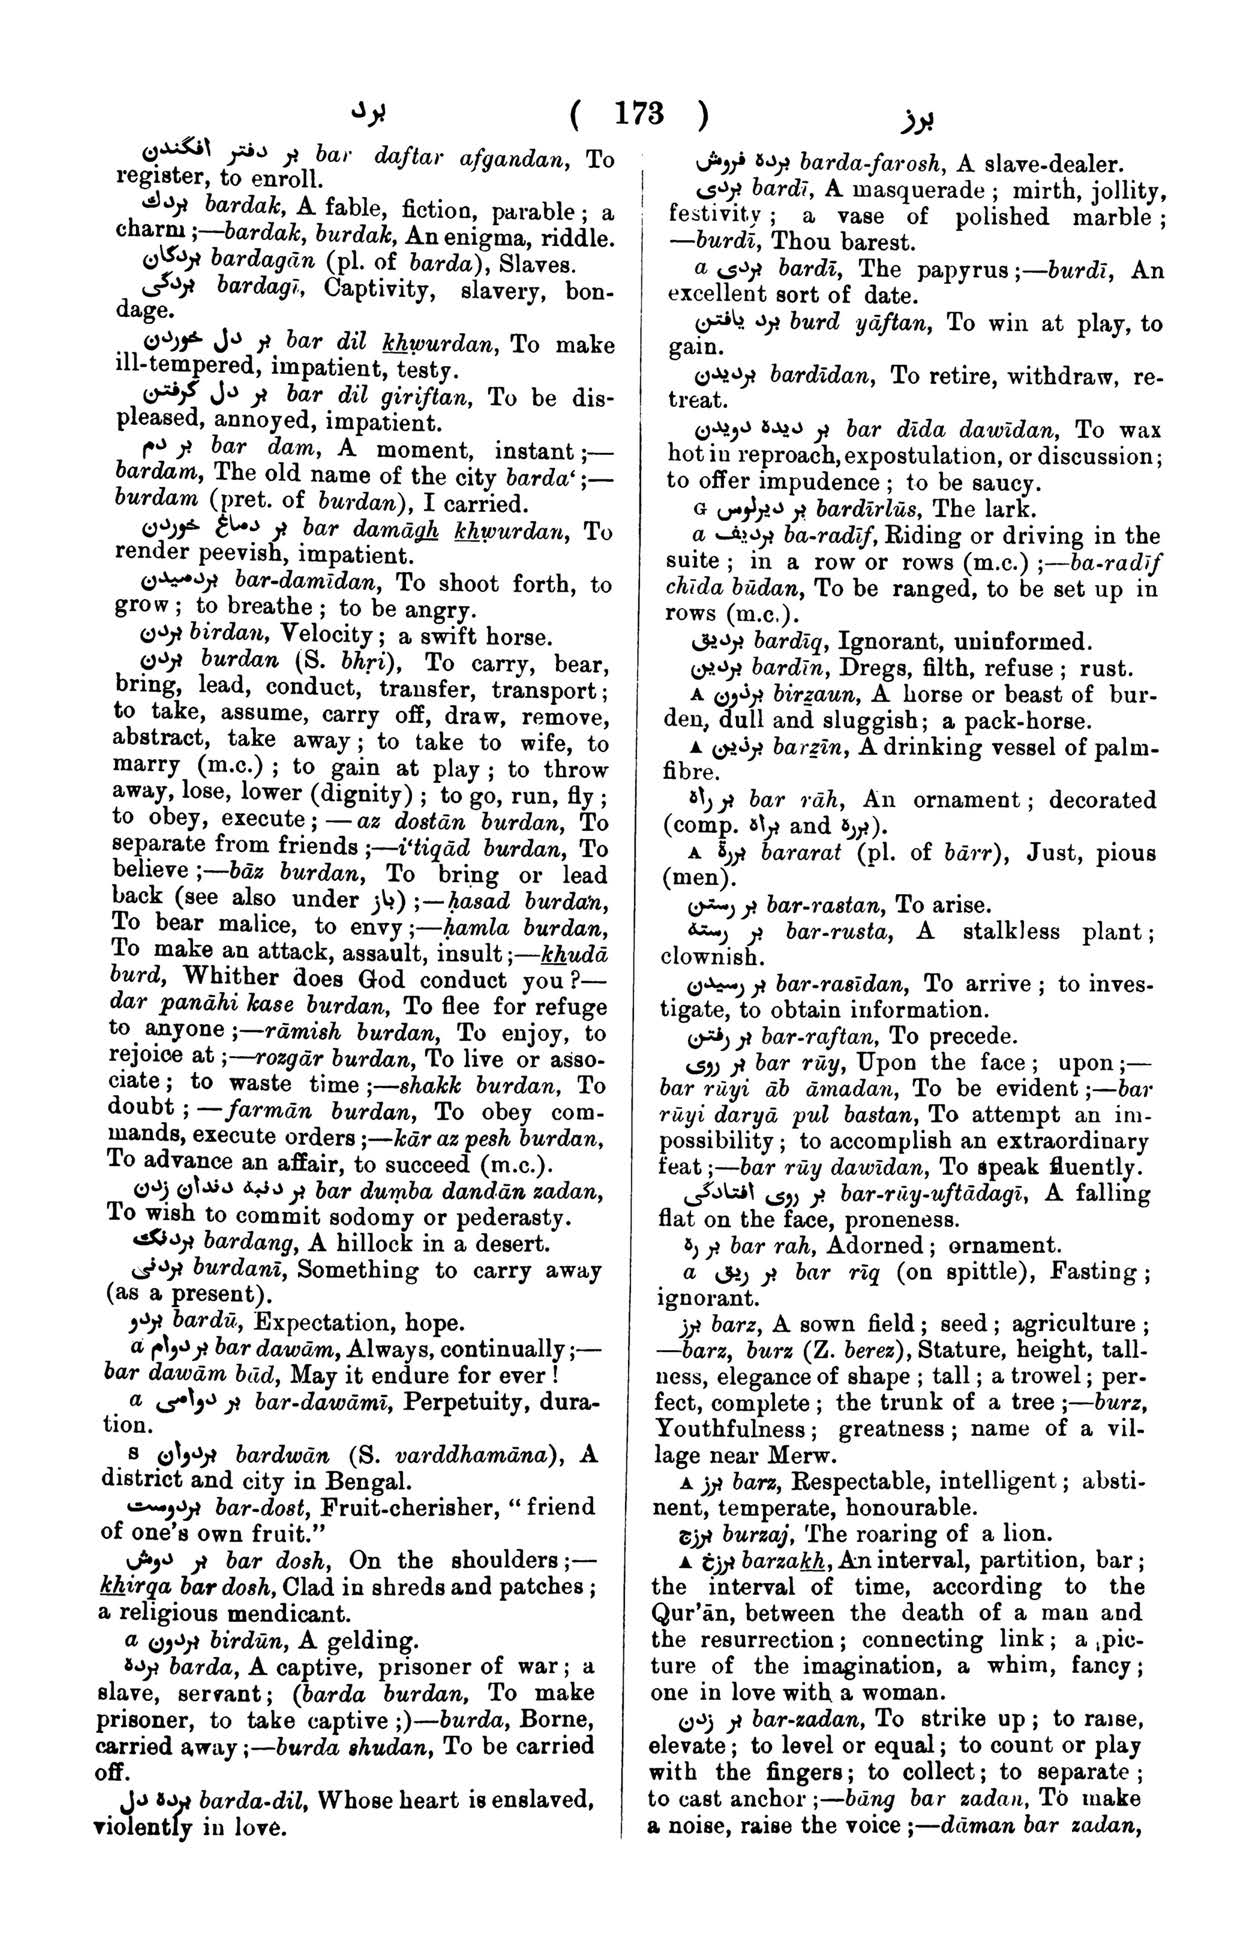 برد
( 173 )
برز
بر دفتر افگندن bar daftar afgandan, To
register, to enroll.
بردك bardak, A fable, fiction, parable; a
charm;—bardak, burdak, An enigma, riddle.
بردگان bardagān (pl. of barda), Slaves.
بردگی bardagī, Captivity, slavery, bon-
dage.
بر دل خوردن bar dil khwurdan, To make
ill-tempered, impatient, testy.
بر دل گرفتن bar dil giriftan, To be dis-
pleased, annoyed, impatient.
بر دم bar dam, A moment, instant;—
bardam, The old name of the city barda‘;—
burdam (pret. of burdan), I carried.
بر دماغ خوردن bar damāgh khwurdan, To
render peevish, impatient.
بردمیدن bar-damīdan, To shoot forth, to
grow; to breathe; to be angry.
بردن birdan, Velocity; a swift horse.
بردن burdan (S. bhṛi), To carry, bear,
bring, lead, conduct, transfer, transport;
to take, assume, carry off, draw, remove,
abstract, take away; to take to wife, to
marry (m.c.); to gain at play; to throw
away, lose, lower (dignity); to go, run, fly;
to obey, execute;—az dostān burdan, To
separate from friends;—i‘tiqād burdan, To
believe;—bāz burdan, To bring or lead
back (see also under باز);—ḥasad burdan,
To bear malice, to envy;—ḥamla burdan,
To make an attack, assault, insult;—khudā
burd, Whither does God conduct you?—
dar panāhi kase burdan, To flee for refuge
to anyone;—rāmish burdan, To enjoy, to
rejoice at;—rozgār burdan, To live or asso-
ciate; to waste time;—shakk burdan, To
doubt;—farmān burdan, To obey com-
mands, execute orders;—kār az pesh burdan,
To advance an affair, to succeed (m.c.).
بر دنبه دندان زدن bar duṃba dandān zadan,
To wish to commit sodomy or pederasty.
بردنگ bardang, A hillock in a desert.
بردنی burdanī, Something to carry away
(as a present).
بردو bardū, Expectation, hope.
a بر دوام bar dawām, Always, continually;—
bar dawām bād, May it endure for ever!
a بر دوامی bar-dawāmī, Perpetuity, dura-
tion.
S بردوان bardwān (S. varddhamāna), A
district and city in Bengal.
بردوست bar-dost, Fruit-cherisher, “friend
of one’s own fruit.”
بر دوش bar dosh, On the shoulders;—
khirqa bar dosh, Clad in shreds and patches;
a religious mendicant.
a بردون birdūn, A gelding.
برده barda, A captive, prisoner of war; a
slave, servant; (barda burdan, To make
prisoner, to take captive;)—burda, Borne,
carried away;—burda shudan, To be carried
off.
برده دل barda-dil, Whose heart is enslaved,
violently in love.
برده فروش barda-farosh, A slave-dealer.
بردی bardī, A masquerade; mirth, jollity,
festivity; a vase of polished marble;
—burdī, Thou barest.
a بردی bardī, The papyrus;—burdī, An
excellent sort of date.
برد یافتن burd yāftan, To win at play, to
gain.
بردیدن bardīdan, To retire, withdraw, re-
treat.
بر دیده دویدن bar dīda dawīdan, To wax
hot in reproach, expostulation, or discussion;
to offer impudence; to be saucy.
G بر دیرلوس bardīrlūs, The lark.
a بردیف ba-radīf, Riding or driving in the
suite; in a row or rows (m.c.);—ba-radīf
chīda būdan, To be ranged, to be set up in
rows (m.c.).
بردیق bardīq, Ignorant, uninformed.
بردین bardīn, Dregs, filth, refuse; rust.
A برذون birẕaun, A horse or beast of bur-
den, dull and sluggish; a pack-horse.
A برذین barẕīn, A drinking vessel of palm-
fibre.
بر راه bar rāh, An ornament; decorated
(comp. براه and برره).
A بررة bararat (pl. of bārr), Just, pious
(men).
بر رستن bar-rastan, To arise.
بر رسته bar-rusta, A stalkless plant;
clownish.
بر رسیدن bar-rasīdan, To arrive; to inves-
tigate, to obtain information.
بر رفتن bar-raftan, To precede.
بر روی bar rūy, Upon the face; upon;—
bar rūyi āb āmadan, To be evident;—bar
rūyi daryā pul bastan, To attempt an im-
possibility; to accomplish an extraordinary
feat;—bar rūy dawīdan, To speak fluently.
بر روی افتادگی bar-rūy-uftādagī, A falling
flat on the face, proneness.
بر ره bar rah, Adorned; ornament.
a بر ریق bar rīq (on spittle), Fasting;
ignorant.
برز barz, A sown field; seed; agriculture;
—barz, burz (Z. berez), Stature, height, tall-
ness, elegance of shape; tall; a trowel; per-
fect, complete; the trunk of a tree;—burz,
Youthfulness; greatness; name of a vil-
lage near Merw.
A برز barz, Respectable, intelligent; absti-
nent, temperate, honourable.
برزج burzaj, The roaring of a lion.
A برزخ barzakh, An interval, partition, bar;
the interval of time, according to the
Qur’ān, between the death of a man and
the resurrection; connecting link; a pic-
ture of the imagination, a whim, fancy;
one in love with a woman.
بر زدن bar-zadan, To strike up; to raise,
elevate; to level or equal; to count or play
with the fingers; to collect; to separate;
to cast anchor;—bāng bar zadan, To make
a noise, raise the voice;—dāman bar zadan,